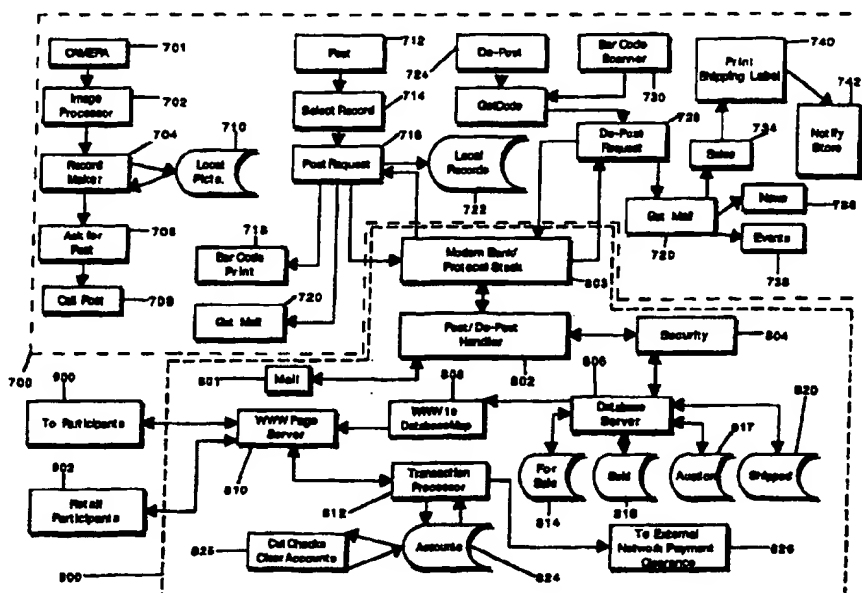 CAMERA
701
Image
Processor
702
704
Record
Maker
710
Local
Picts.
Ask for
Post
708
Call Post
709
700
Post
712
Select Record
714
Post Request
716
Local
Records
722
718
Bar Code
Print
720
Get Mail
De-Post
724
GetCode
Bar Code
Scanner
730
728
De-Post
Request
Print
Shipping Label
740
742
Notify
Store
734
Sales
Get Mail
720
News
736
Events
738
Modem Bank/
Protocol Stack
803
Post/De-Post
Handler
802
Security
804
801
Mail
808
WWW to
Database Map
806
Database
Server
820
817
For
Sale
814
Sold
818
Auction
Shipped
900
To Participants
WWW Page
Server
810
902
Retail
Participants
Transaction
Processor
812
825
Cut Checks
Clear Accounts
Accounts
824
To External
Network Payment
Clearance
826
800